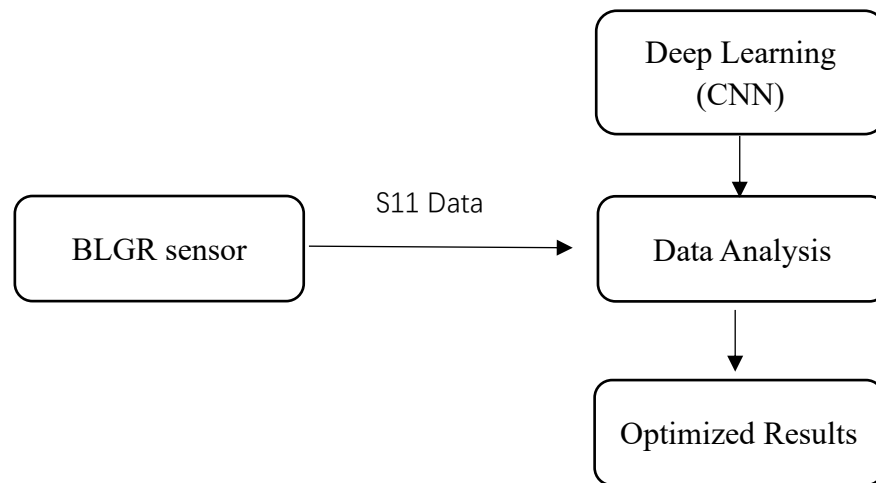 Deep Learning
(CNN)
S11 Data
BLGR sensor
Data Analysis
Optimized Results